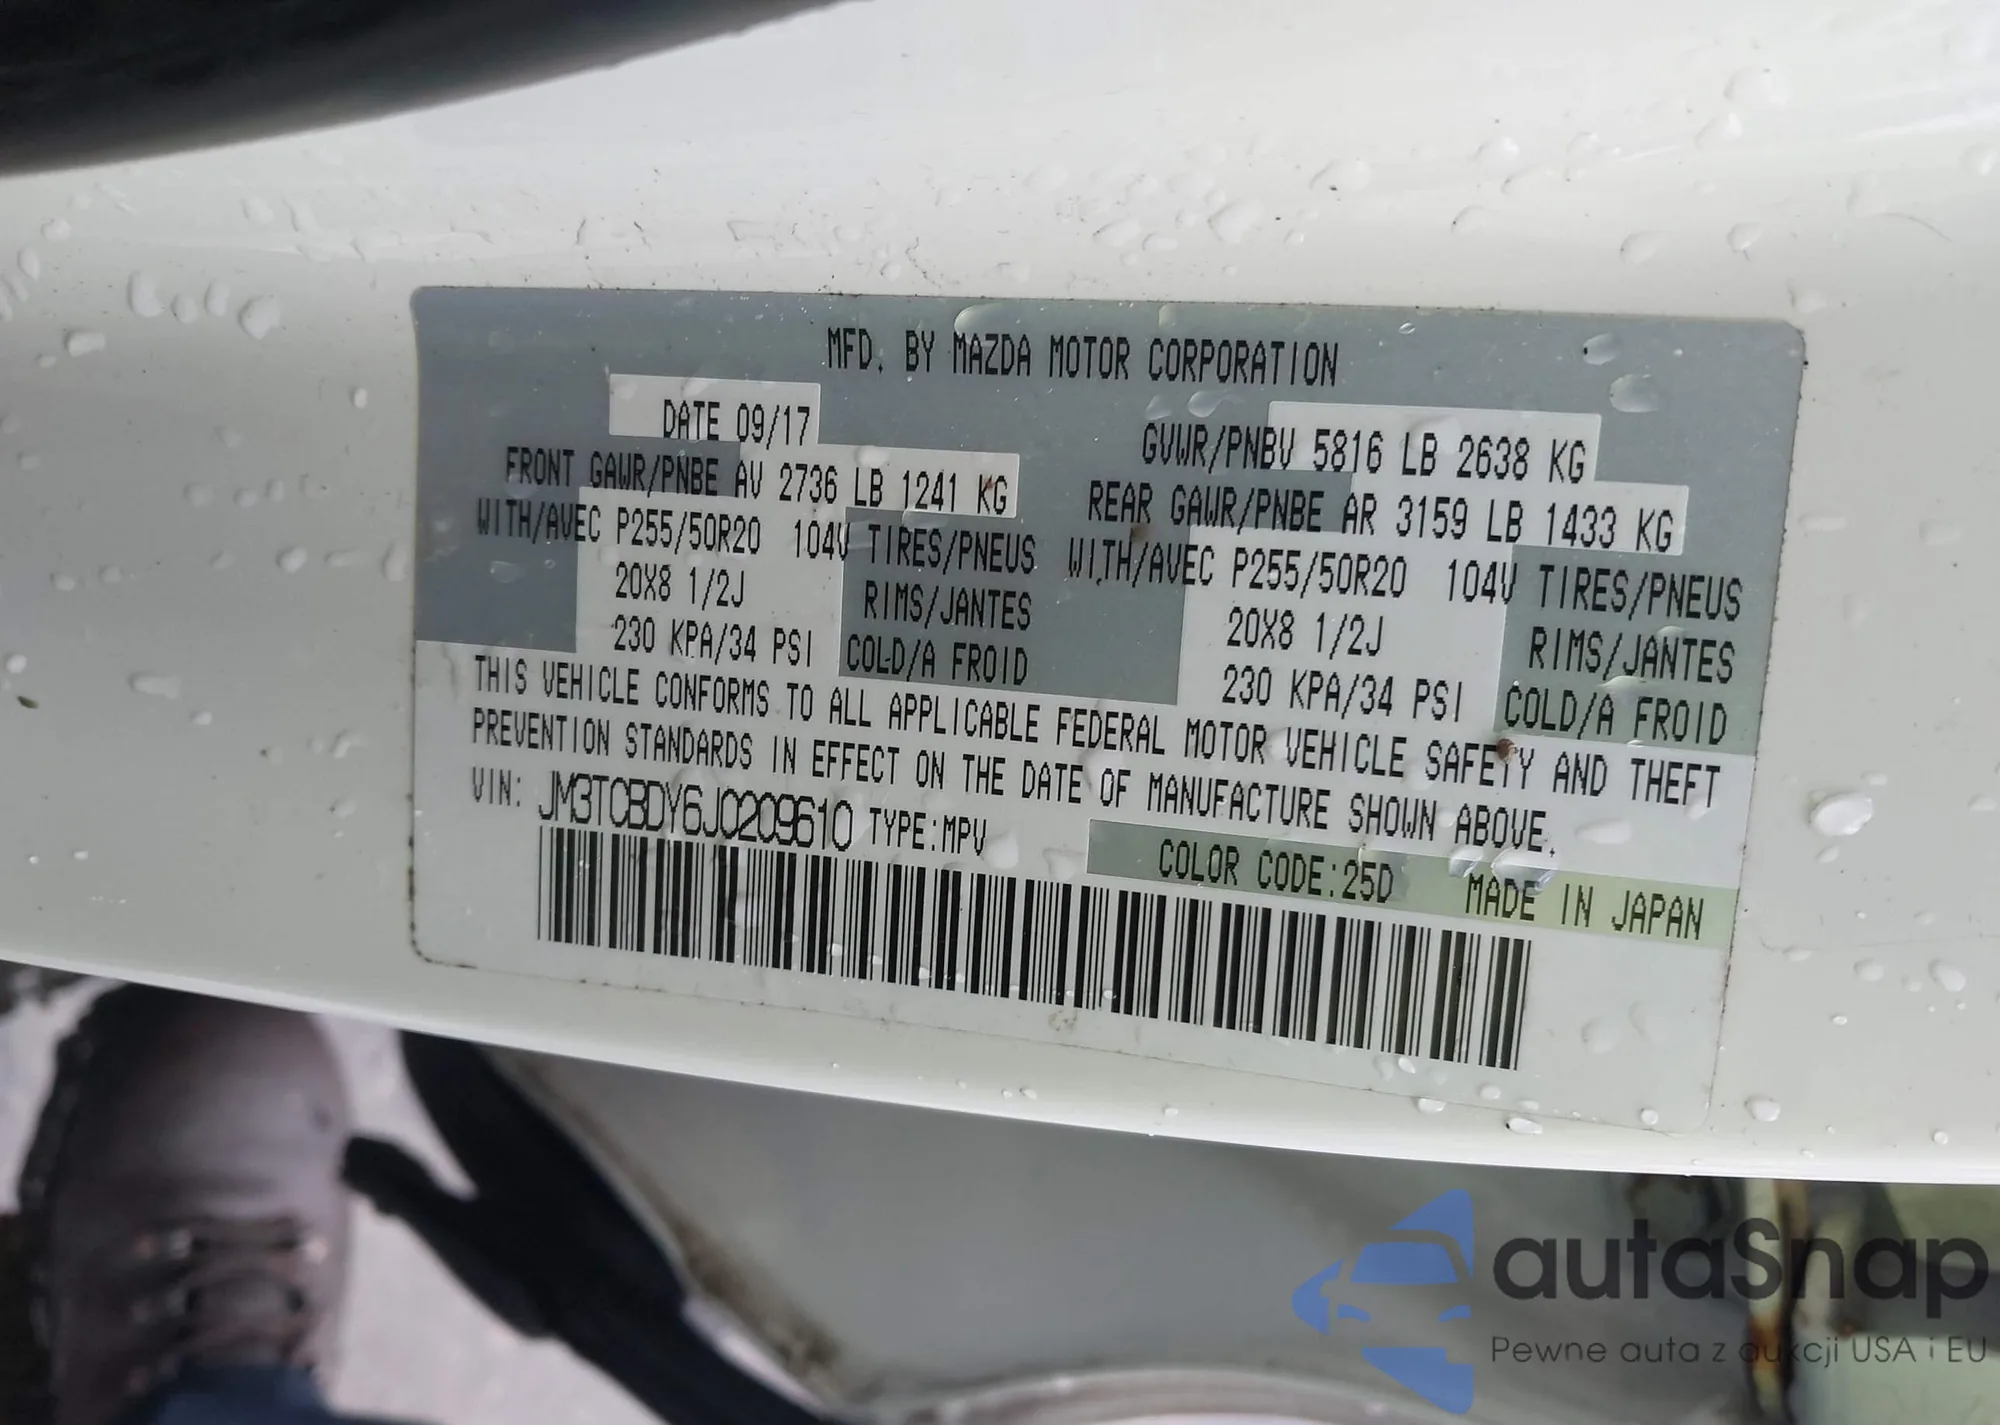 MFD. BY MAZDA MOTOR CORPORATION
DATE 09/17
GVWR/PNBV 5816 LB 2638 KG
FRONT GAWR/PNBE AV 2736 LB 1241 KG
REAR GAWR/PNBE AR 3159 LB 1433 KG
WITH/AVEC P255/50R20 104V TIRES/PNEUS
WITH/AVEC P255/50R20 104V TIRES/PNEUS
20X8 1/2J RIMS/JANTES
20X8 1/2J RIMS/JANTES
230 KPA/34 PSI COLD/A FROID
230 KPA/34 PSI COLD/A FROID
THIS VEHICLE CONFORMS TO ALL APPLICABLE FEDERAL MOTOR VEHICLE SAFETY AND THEFT
PREVENTION STANDARDS IN EFFECT ON THE DATE OF MANUFACTURE SHOWN ABOVE.
VIN: JM3TCBDY6J0209610 TYPE:MPV
COLOR CODE:25D MADE IN JAPAN
autaSnap
Pewne auta z aukcji USA i EU